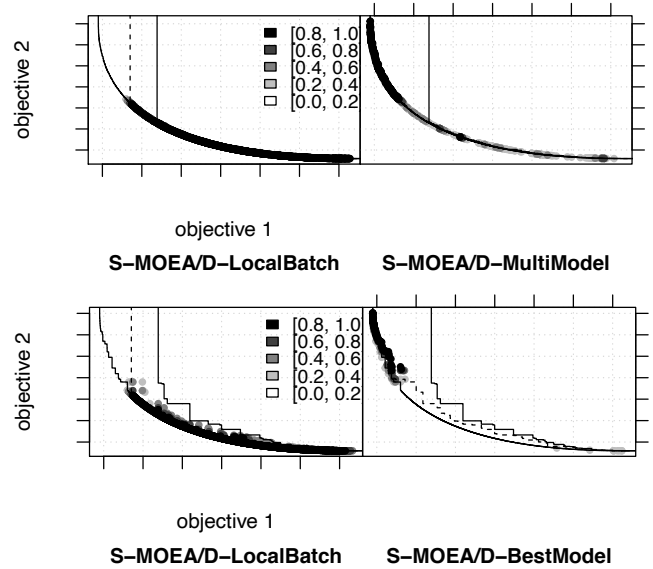 objective 2
[0.8, 1.0
[0.6, 0.8
[0.4, 0.6
[0.2, 0.4
[0.0, 0.2
objective 1
S−MOEA/D−LocalBatch
S−MOEA/D−MultiModel
objective 2
[0.8, 1.0
[0.6, 0.8
[0.4, 0.6
[0.2, 0.4
[0.0, 0.2
objective 1
S−MOEA/D−LocalBatch
S−MOEA/D−BestModel